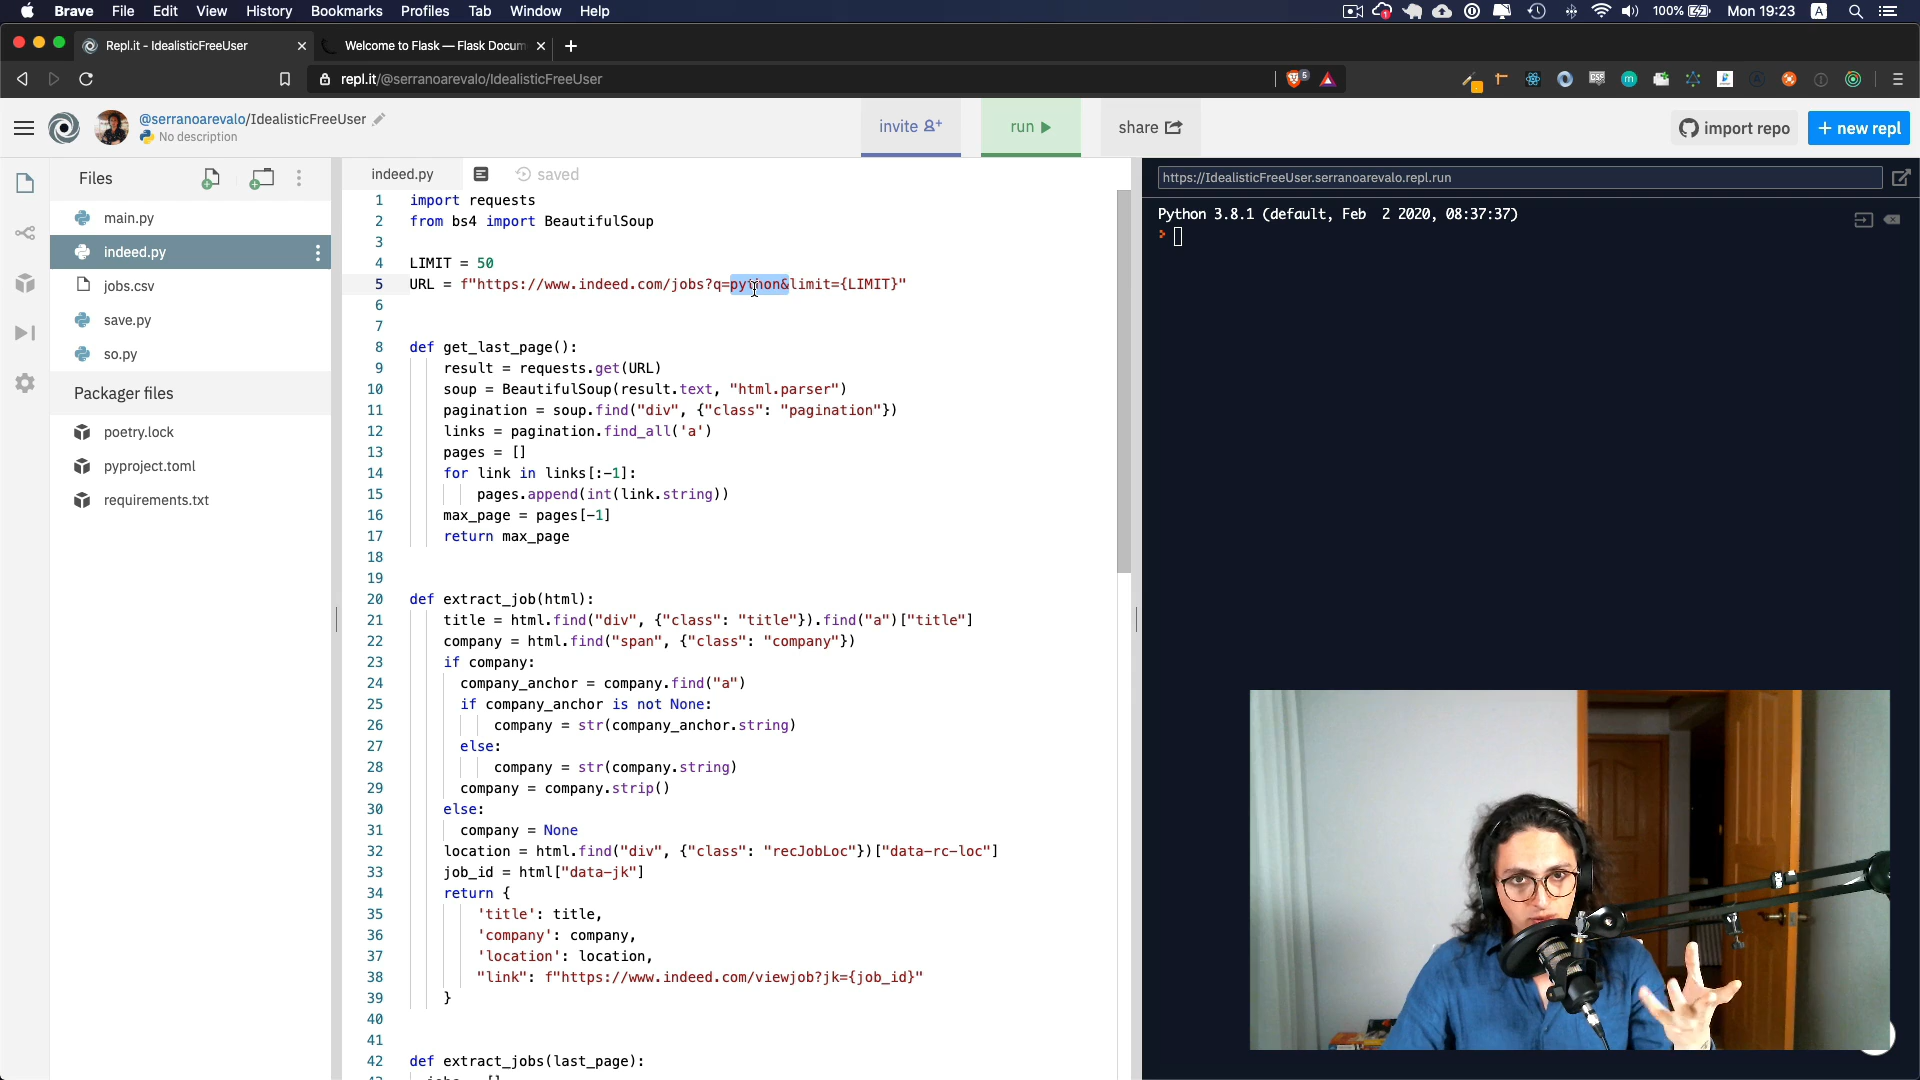 Brave File Edit View History Bookmarks Profiles Tab Window Help 100% Mon 19:23 A
Repl.it - IdealisticFreeUser
Welcome to Flask — Flask Docum
repl.it/@serranoarevalo/IdealisticFreeUser
5
@serranoarevalo/IdealisticFreeUser
No description
invite
run
share
import repo
+ new repl
Files
main.py
indeed.py
jobs.csv
save.py
so.py
Packager files
poetry.lock
pyproject.toml
requirements.txt
indeed.py
saved
1 import requests
2 from bs4 import BeautifulSoup
3
4 LIMIT = 50
5 URL = f"https://www.indeed.com/jobs?q=python&limit={LIMIT}"
6
7
8 def get_last_page():
9 result = requests.get(URL)
10 soup = BeautifulSoup(result.text, "html.parser")
11 pagination = soup.find("div", {"class": "pagination"})
12 links = pagination.find_all('a')
13 pages = []
14 for link in links[:-1]:
15 pages.append(int(link.string))
16 max_page = pages[-1]
17 return max_page
18
19
20 def extract_job(html):
21 title = html.find("div", {"class": "title"}).find("a")["title"]
22 company = html.find("span", {"class": "company"})
23 if company:
24 company_anchor = company.find("a")
25 if company_anchor is not None:
26 company = str(company_anchor.string)
27 else:
28 company = str(company.string)
29 company = company.strip()
30 else:
31 company = None
32 location = html.find("div", {"class": "recJobLoc"})["data-rc-loc"]
33 job_id = html["data-jk"]
34 return {
35 'title': title,
36 'company': company,
37 'location': location,
38 "link": f"https://www.indeed.com/viewjob?jk={job_id}"
39 }
40
41
42 def extract_jobs(last_page):
https://IdealisticFreeUser.serranoarevalo.repl.run
Python 3.8.1 (default, Feb 2 2020, 08:37:37)